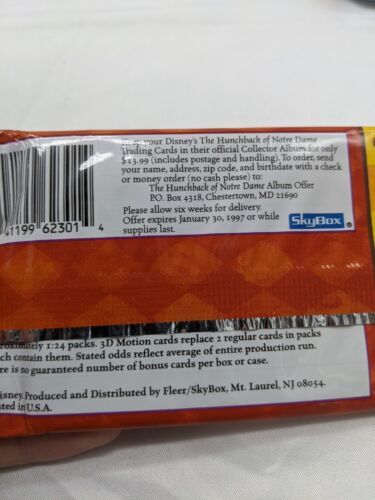 your Disney's The Hunchback of Notre Dame
Trading Cards in their official Collector Album for only
$13.99 (includes postage and handling). To order, send
your name, address, zip code, and birthdate with a check
or money order (no cash please) to:
The Hunchback of Notre Dame Album Offer
P.O. Box 4318, Chestertown, MD 21690
Please allow six weeks for delivery.
Offer expires January 30, 1997 or while
supplies last.
SkyBox®
41199 62301 4
roximately 1:24 packs. 3D Motion cards replace 2 regular cards in packs
ch contain them. Stated odds reflect average of entire production run.
re is no guaranteed number of bonus cards per box or case.
isney. Produced and Distributed by Fleer/SkyBox, Mt. Laurel, NJ 08054.
ted in U.S.A.